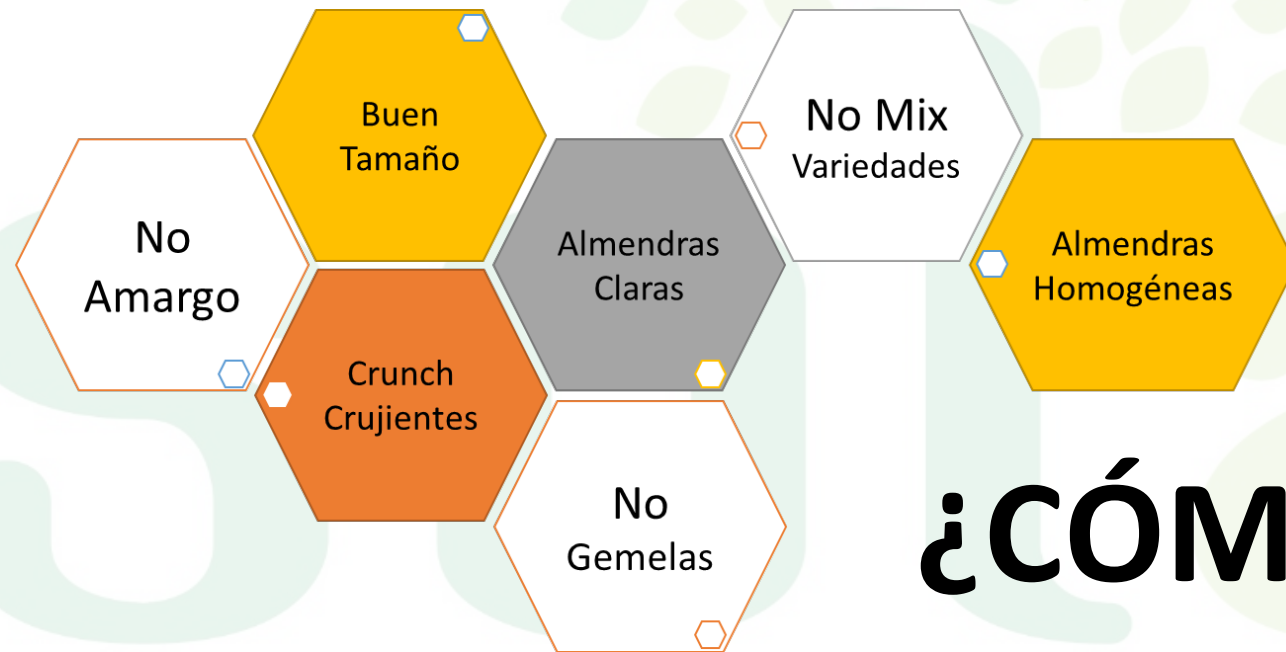 No
Amargo
Buen
Tamaño
Crunch
Crujientes
Almendras
Claras
No
Gemelas
No Mix
Variedades
Almendras
Homogéneas
¿CÓM